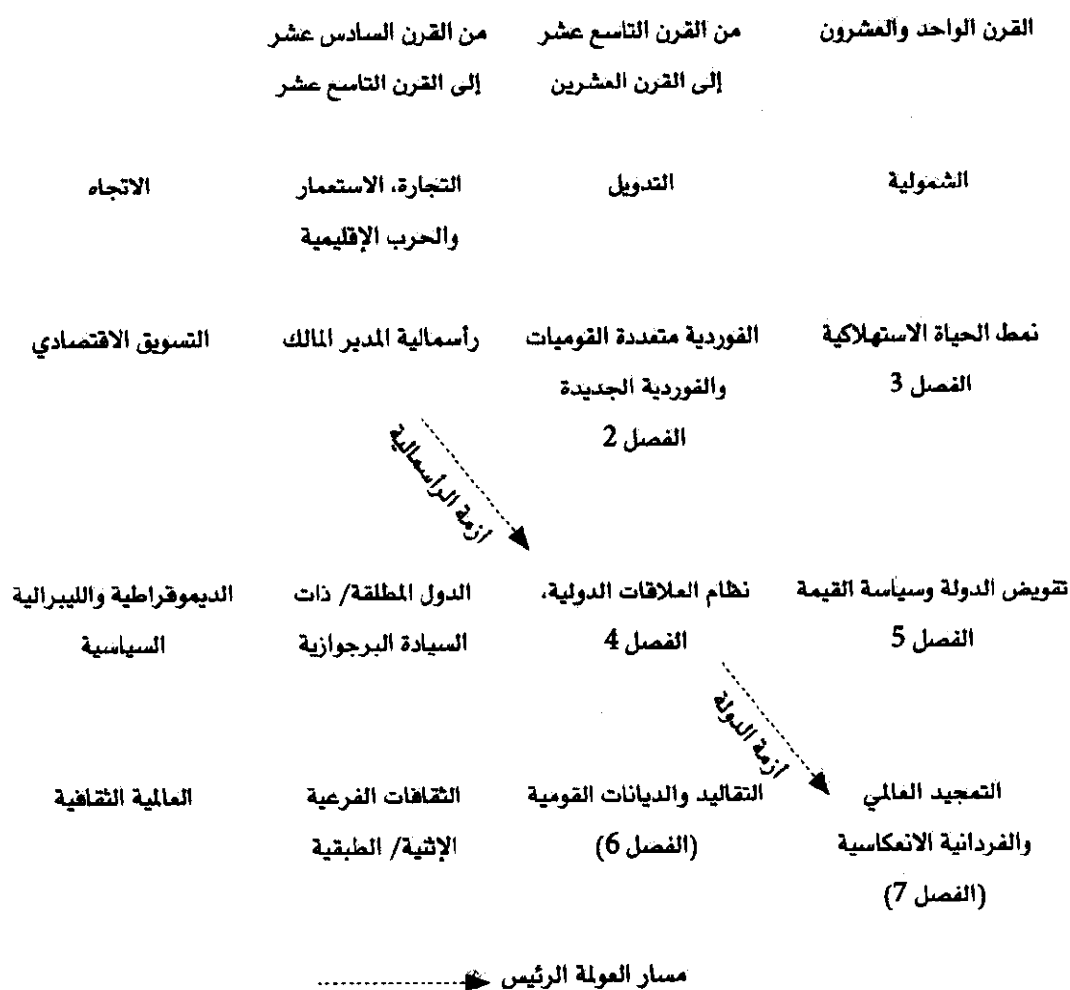 القرن الواحد والعشرون
من القرن التاسع عشر
إلى القرن العشرين
من القرن السادس عشر
إلى القرن التاسع عشر
الشمولية
التدويل
التجارة، الاستعمار
والحرب الإقليمية
الاتجاه
نمط الحياة الاستهلاكية
الفصل 3
الفوردية متعددة القوميات
والفوردية الجديدة
الفصل 2
رأسمالية المدير المالك
التسويق الاقتصادي
أزمة الرأسمالية
تقويض الدولة وسياسة القيمة
الفصل 5
نظام العلاقات الدولية،
الفصل 4
الدول المطلقة/ ذات
السيادة البرجوازية
الديموقراطية والليبرالية
السياسية
أزمة الدولة
التمجيد العالمي
والفردانية الانعكاسية
(الفصل 7)
التقاليد والديانات القومية
(الفصل 6)
الثقافات الفرعية
الإثنية/ الطبقية
العالمية الثقافية
مسار العولمة الرئيس